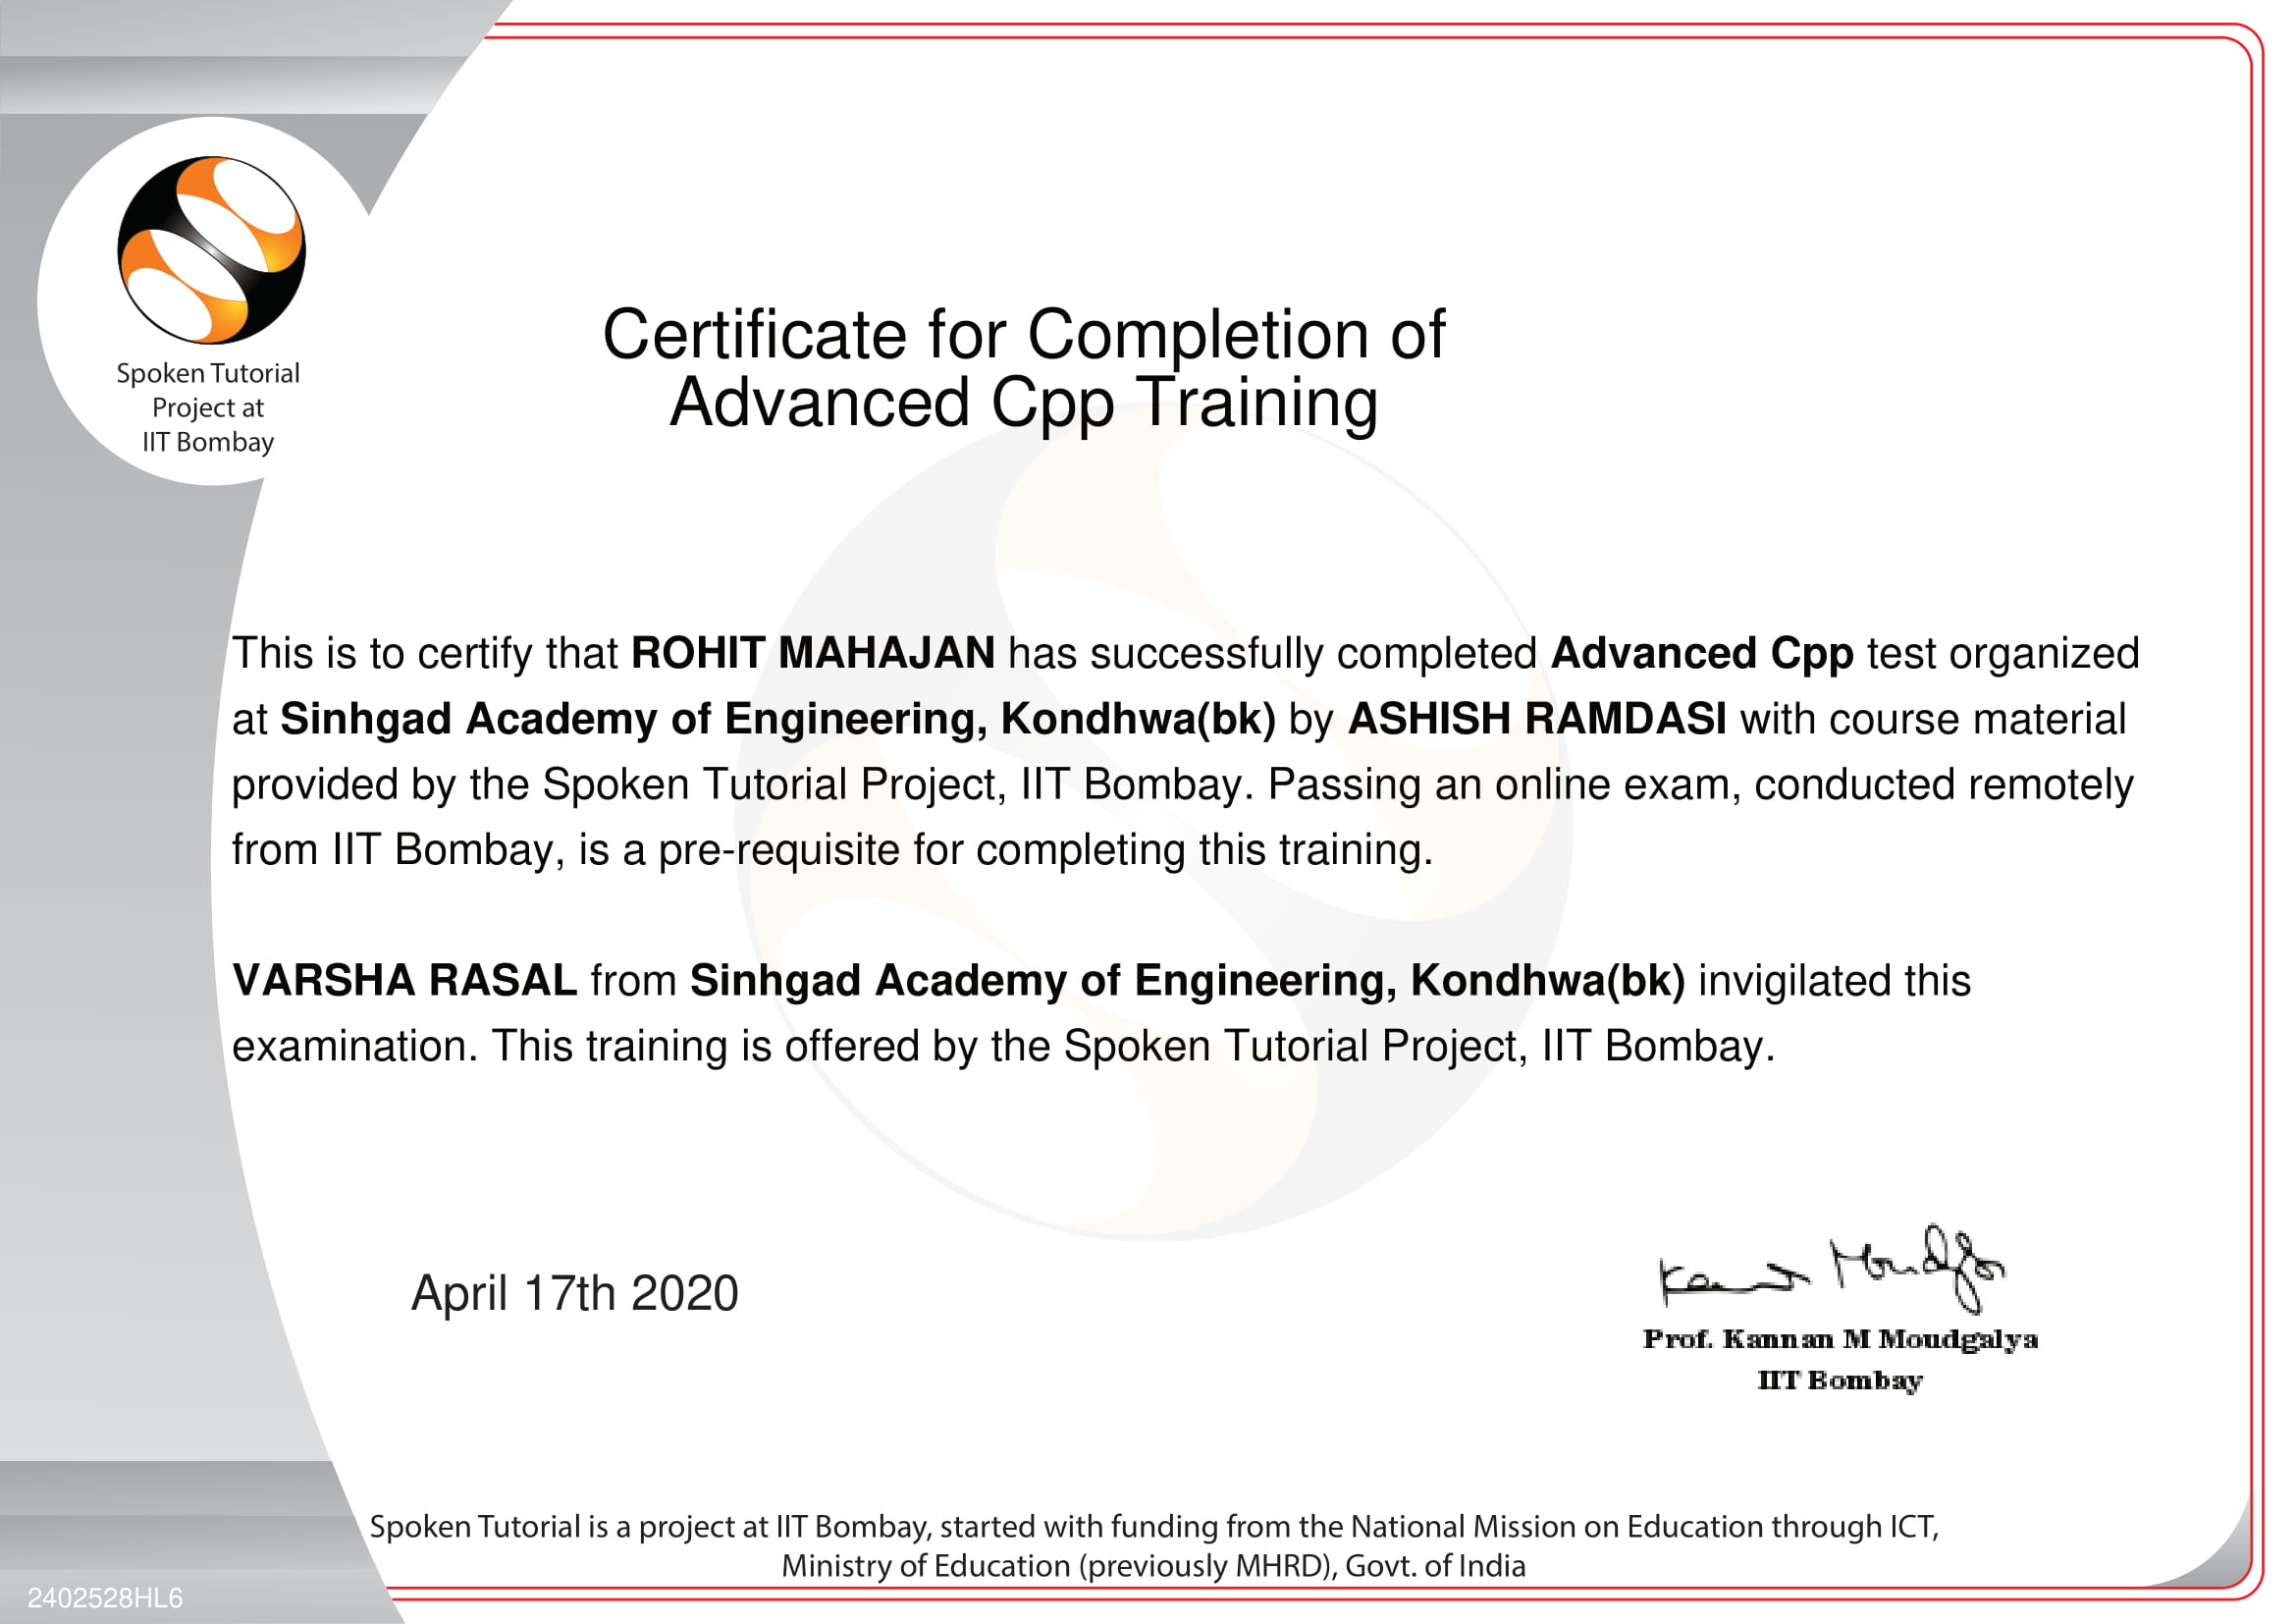 Spoken Tutorial
Project at
IIT Bombay
Certificate for Completion of
Advanced Cpp Training
This is to certify that ROHIT MAHAJAN has successfully completed Advanced Cpp test organized
at Sinhgad Academy of Engineering, Kondhwa(bk) by ASHISH RAMDASI with course material
provided by the Spoken Tutorial Project, IIT Bombay. Passing an online exam, conducted remotely
from IIT Bombay, is a pre-requisite for completing this training.
VARSHA RASAL from Sinhgad Academy of Engineering, Kondhwa(bk) invigilated this
examination. This training is offered by the Spoken Tutorial Project, IIT Bombay.
April 17th 2020
Prof. Kannan M Moudgalya
IIT Bombay
Spoken Tutorial is a project at IIT Bombay, started with funding from the National Mission on Education through ICT,
Ministry of Education (previously MHRD), Govt. of India
2402528HL6